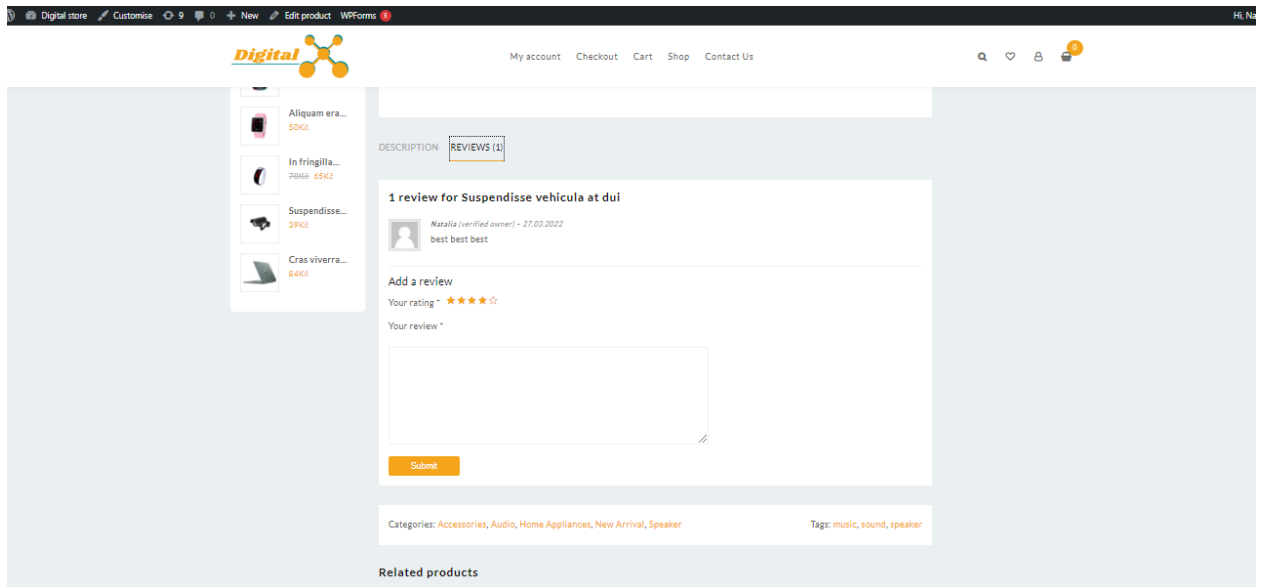 Digital store Customise 9 0 New Edit product WPForms 3 Hi, Na
Digital My account Checkout Cart Shop Contact Us 0
Aliquam era...
50Kč
In fringilla...
78Kč 65Kč
Suspendisse...
39Kč
Cras viverra...
84Kč
DESCRIPTION REVIEWS (1)
1 review for Suspendisse vehicula at dui
Natalia (verified owner) – 27.03.2022
best best best
Add a review
Your rating *
Your review *
Submit
Categories: Accessories, Audio, Home Appliances, New Arrival, Speaker
Tags: music, sound, speaker
Related products